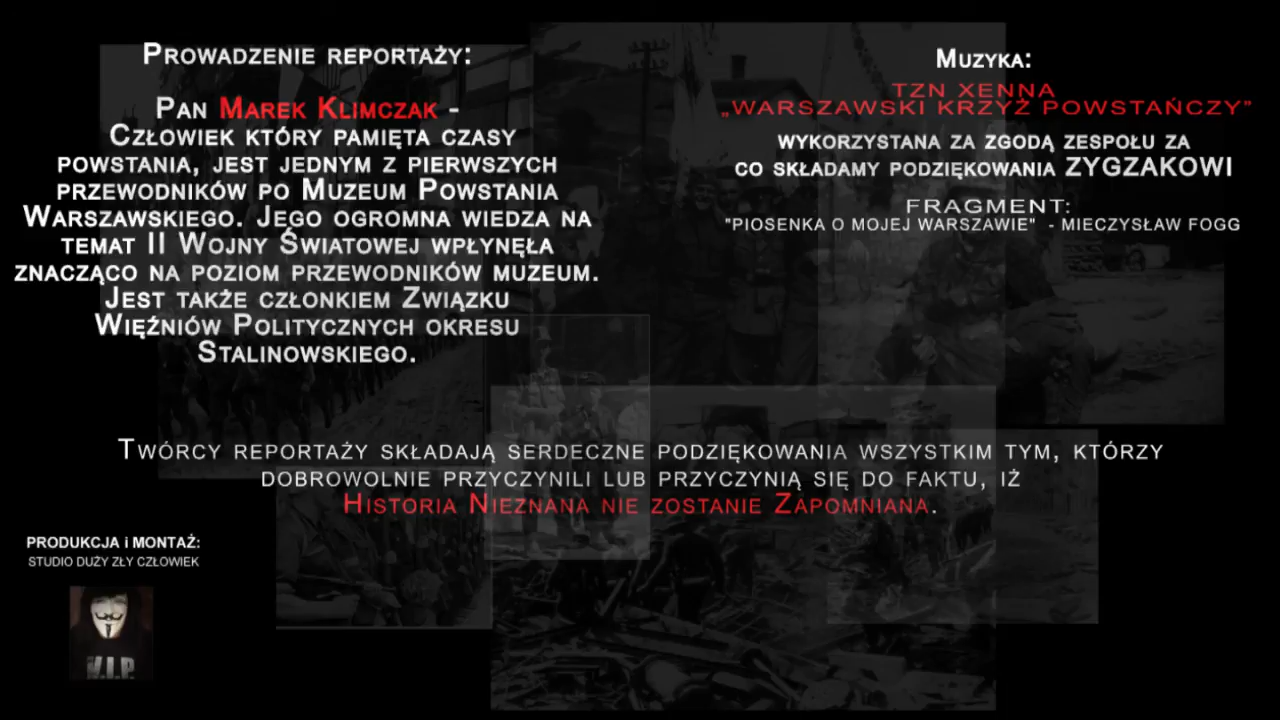 Prowadzenie reportaży:
Pan Marek Klimczak -
Człowiek który pamięta czasy
powstania, jest jednym z pierwszych
przewodników po Muzeum Powstania
Warszawskiego. Jego ogromna wiedza na
temat II Wojny Światowej wpłynęła
znacząco na poziom przewodników muzeum.
Jest także członkiem Związku
Więźniów Politycznych okresu
Stalinowskiego.
Muzyka:
TZN XENNA
„WARSZAWSKI KRZYŻ POWSTAŃCZY”
wykorzystana za zgodą zespołu za
co składamy podziękowania ZYGZAKOWI
FRAGMENT:
"PIOSENKA O MOJEJ WARSZAWIE" - MIECZYSŁAW FOGG
Twórcy reportaży składają serdeczne podziękowania wszystkim tym, którzy
dobrowolnie przyczynili lub przyczynią się do faktu, iż
Historia Nieznana nie zostanie Zapomniana.
PRODUKCJA i MONTAŻ:
STUDIO DUŻY ZŁY CZŁOWIEK
V.I.P.